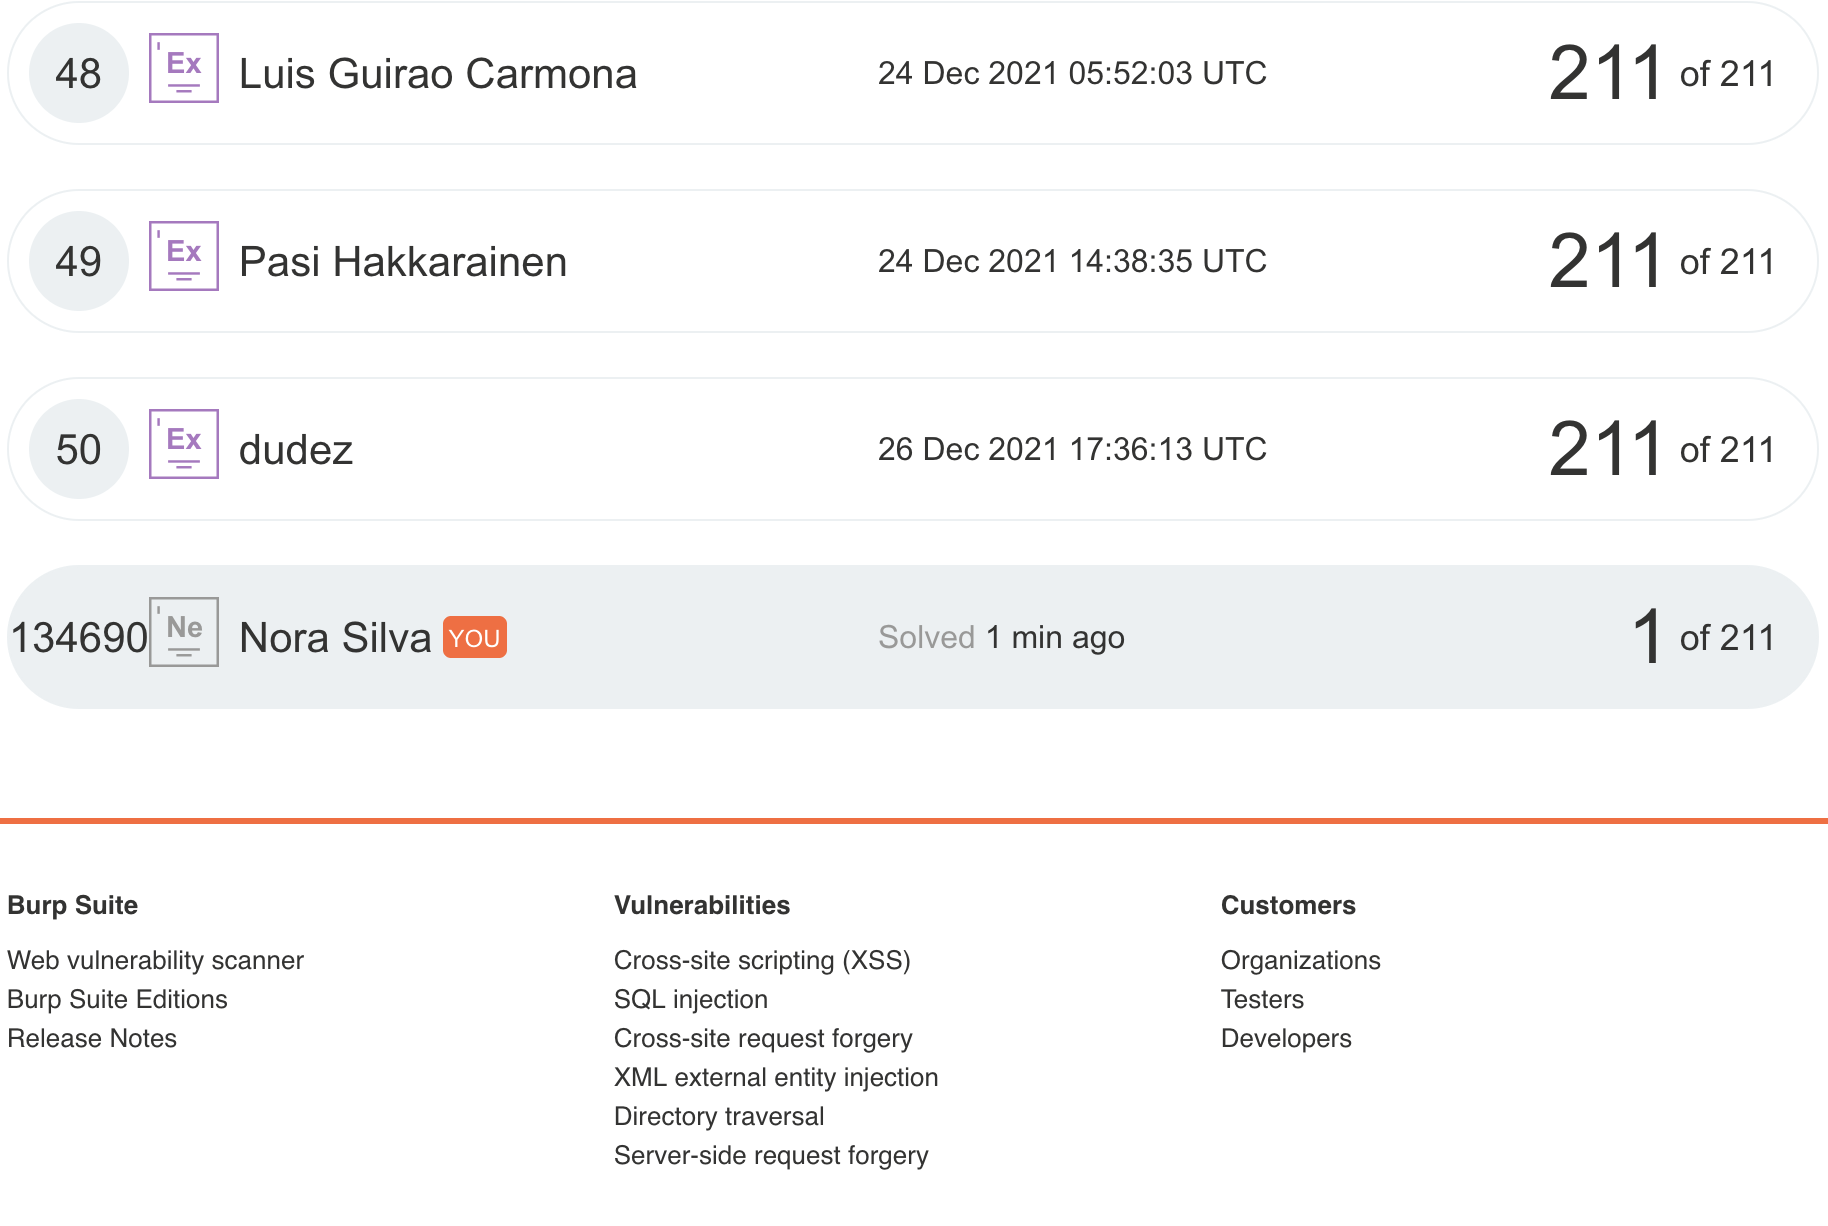 48 Ex Luis Guirao Carmona 24 Dec 2021 05:52:03 UTC 211 of 211
49 Ex Pasi Hakkarainen 24 Dec 2021 14:38:35 UTC 211 of 211
50 Ex dudez 26 Dec 2021 17:36:13 UTC 211 of 211
134690 Ne Nora Silva YOU Solved 1 min ago 1 of 211
Burp Suite
Web vulnerability scanner
Burp Suite Editions
Release Notes
Vulnerabilities
Cross-site scripting (XSS)
SQL injection
Cross-site request forgery
XML external entity injection
Directory traversal
Server-side request forgery
Customers
Organizations
Testers
Developers